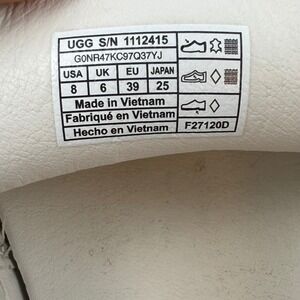 UGG S/N 1112415
G0NR47KC97Q37YJ
USA UK EU JAPAN
8 6 39 25
Made in Vietnam
Fabriqué en Vietnam
Hecho en Vietnam
F27120D